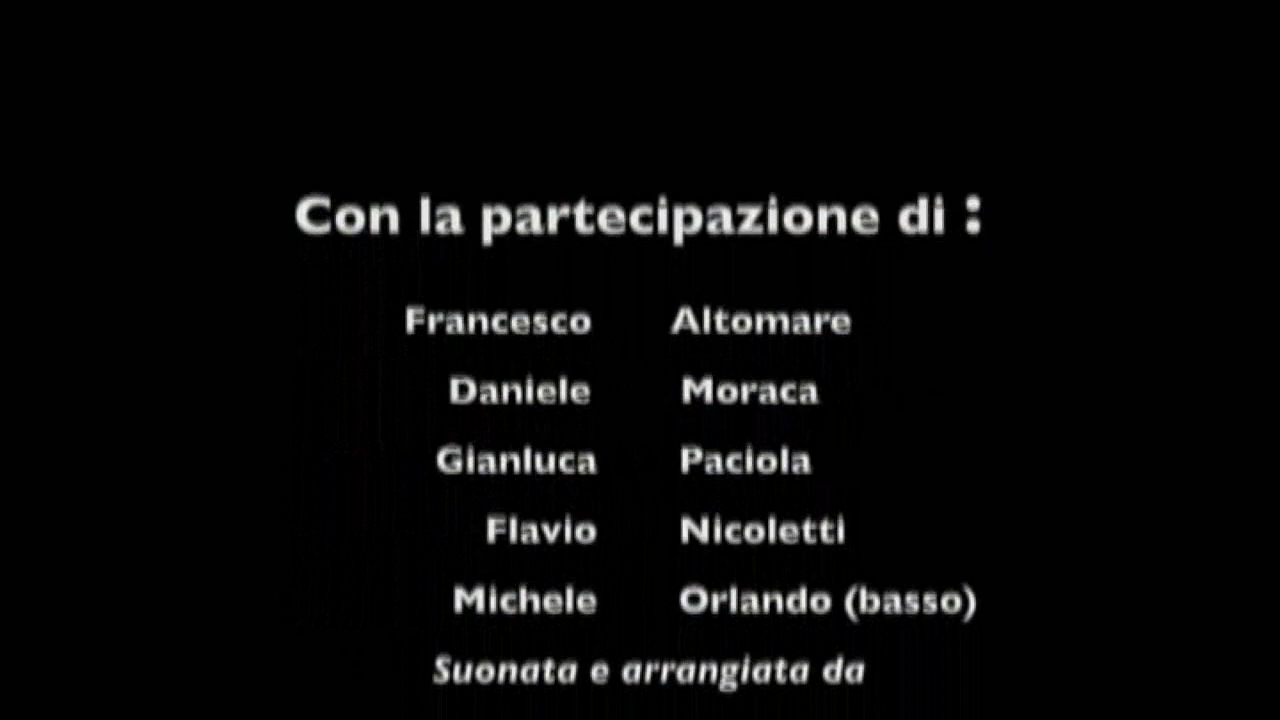 Con la partecipazione di :
Francesco Altomare
Daniele Moraca
Gianluca Paciola
Flavio Nicoletti
Michele Orlando (basso)
Suonata e arrangiata da